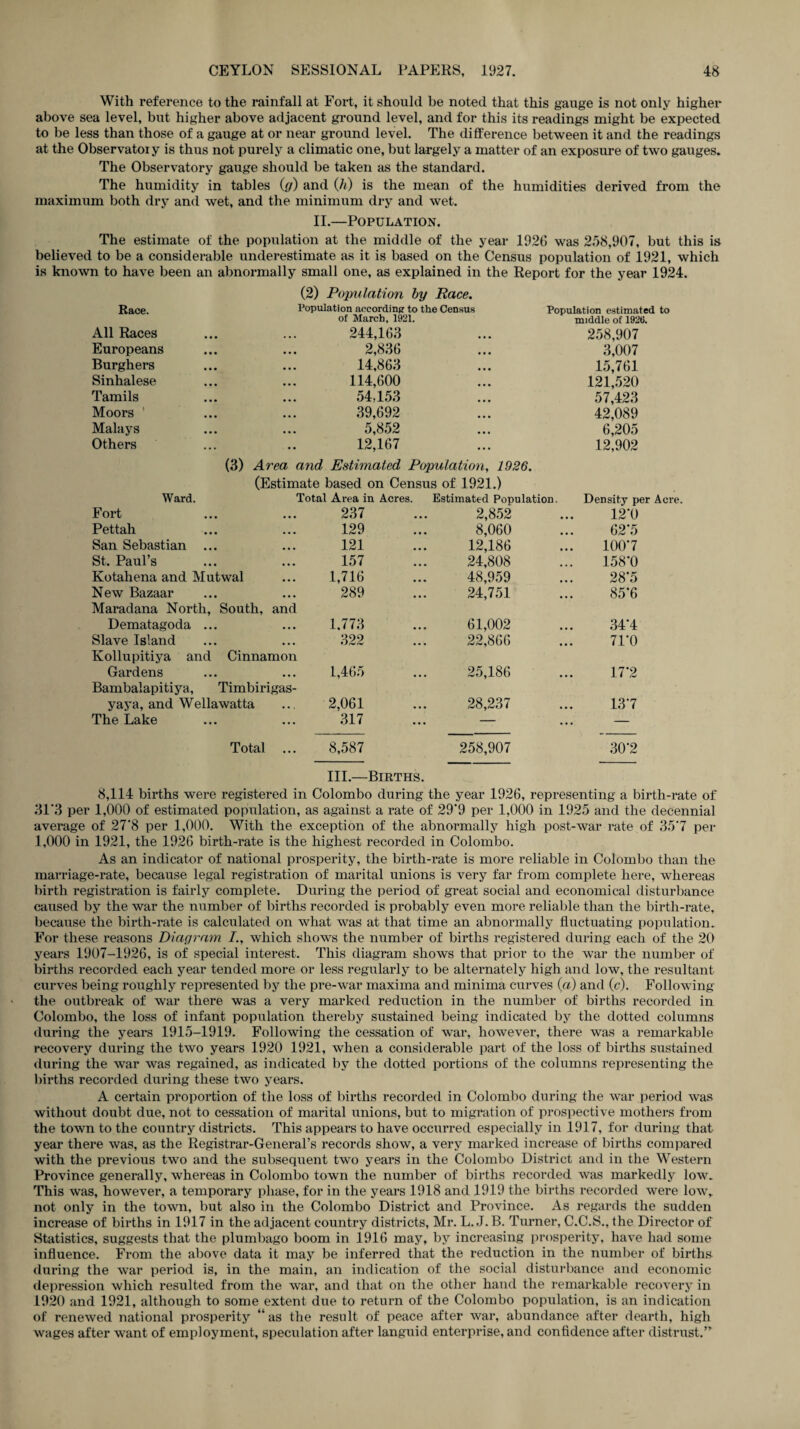 CEYLON SESSIONAL PAPERS, 1927. 48
With reference to the rainfall at Fort, it should be noted that this gauge is not only higher
above sea level, but higher above adjacent ground level, and for this its readings might be expected
to be less than those of a gauge at or near ground level. The difference between it and the readings
at the Observatory is thus not purely a climatic one, but largely a matter of an exposure of two gauges.
The Observatory gauge should be taken as the standard.
The humidity in tables (g) and (h) is the mean of the humidities derived from the
maximum both dry and wet, and the minimum dry and wet.
II.—POPULATION.
The estimate of the population at the middle of the year 1926 was 258,907, but this is
believed to be a considerable underestimate as it is based on the Census population of 1921, which
is known to have been an abnormally small one, as explained in the Report for the year 1924.
(2) Population by Race.
Race. Population according to the Census Population estimated to
of March, 1921. middle of 1926.
All Races ... ... 244,163 ... 258,907
Europeans ... ... 2,836 ... 3,007
Burghers ... ... 14,863 ... 15,761
Sinhalese ... ... 114,600 ... 121,520
Tamils ... ... 54,153 ... 57,423
Moors ' ... ... 39,692 ... 42,089
Malays ... ... 5,852 ... 6,205
Others ... .. 12,167 ... 12,902
(3) Area and Estimated Population, 1926.
(Estimate based on Census of 1921.)
Ward. Total Area in Acres. Estimated Population. Density per Acre.
Fort ... ... 237 ... 2,852 ... 12·0
Pettah ... ... 129 ... 8,060 ... 62·5
San Sebastian ... ... 121 ... 12,186 ... 100·7
St. Paul's ... ... 157 ... 24,808 ... 158·0
Kotahena and Mutwal ... 1,716 ... 48,959 ... 28·5
New Bazaar ... ... 289 ... 24,751 ... 85·6
Maradana North, South, and
Dematagoda ... ... 1,773 ... 61,002 ... 34·4
Slave Island ... ... 322 ... 22,866 ... 71·0
Kollupitiya and Cinnamon
Gardens ... ... 1,465 ... 25,186 ... 17·2
Bambalapitiya, Timbirigas-
yaya, and Wellawatta ... 2,061 ... 28,237 ... 13·7
The Lake ... ... 317 ... — ... —
Total ... 8,587 258,907 30·2
III.—BIRTHS.
8,114 births were registered in Colombo during the year 1926, representing a birth-rate of
31·3 per 1,000 of estimated population, as against a rate of 29·9 per 1,000 in 1925 and the decennial
average of 27·8 per 1,000. With the exception of the abnormally high post-war rate of 35·7 per
1,000 in 1921, the 1926 birth-rate is the highest recorded in Colombo.
As an indicator of national prosperity, the birth-rate is more reliable in Colombo than the
marriage-rate, because legal registration of marital unions is very far from complete here, whereas
birth registration is fairly complete. During the period of great social and economical disturbance
caused by the war the number of births recorded is probably even more reliable than the birth-rate,
because the birth-rate is calculated on what was at that time an abnormally fluctuating population.
For these reasons Diagram I., which shows the number of births registered during each of the 20
years 1907–1926, is of special interest. This diagram shows that prior to the war the number of
births recorded each year tended more or less regularly to be alternately high and low, the resultant
curves being roughly represented by the pre-war maxima and minima curves (a) and (c). Following
the outbreak of war there was a very marked reduction in the number of births recorded in
Colombo, the loss of infant population thereby sustained being indicated by the dotted columns
during the years 1915–1919. Following the cessation of war, however, there was a remarkable
recovery during the two years 1920 1921, when a considerable part of the loss of births sustained
during the war was regained, as indicated by the dotted portions of the columns representing the
births recorded during these two years.
A certain proportion of the loss of births recorded in Colombo during the war period was
without doubt due, not to cessation of marital unions, but to migration of prospective mothers from
the town to the country districts. This appears to have occurred especially in 1917, for during that
year there was, as the Registrar-General's records show, a very marked increase of births compared
with the previous two and the subsequent two years in the Colombo District and in the Western
Province generally, whereas in Colombo town the number of births recorded was markedly low.
This was, however, a temporary phase, for in the years 1918 and 1919 the births recorded were low,
not only in the town, but also in the Colombo District and Province. As regards the sudden
increase of births in 1917 in the adjacent country districts, Mr. L. J. B. Turner, C.C.S., the Director of
Statistics, suggests that the plumbago boom in 1916 may, by increasing prosperity, have had some
influence. From the above data it may be inferred that the reduction in the number of births
during the war period is, in the main, an indication of the social disturbance and economic
depression which resulted from the war, and that on the other hand the remarkable recovery in
1920 and 1921, although to some extent due to return of the Colombo population, is an indication
of renewed national prosperity “as the result of peace after war, abundance after dearth, high
wages after want of employment, speculation after languid enterprise, and confidence after distrust.”